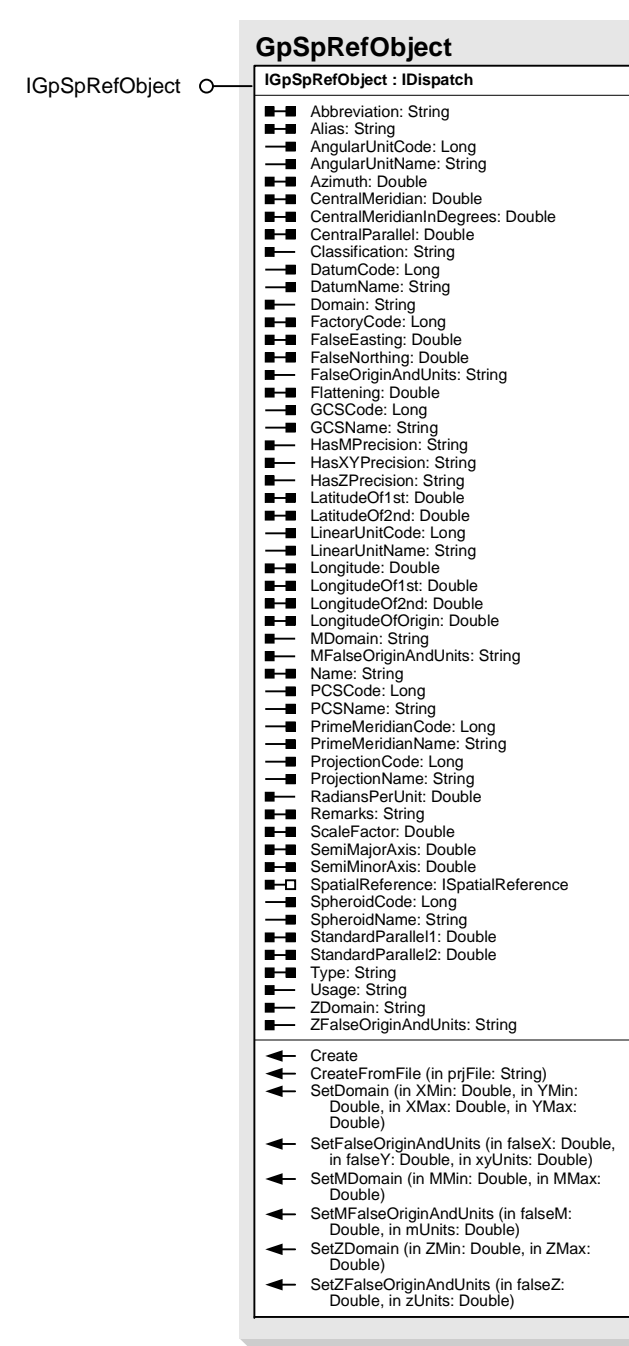 GpSpRefObject
IGpSpRefObject
IGpSpRefObject : IDispatch
Abbreviation: String
Alias: String
AngularUnitCode: Long
AngularUnitName: String
Azimuth: Double
CentralMeridian: Double
CentralMeridianInDegrees: Double
CentralParallel: Double
Classification: String
DatumCode: Long
DatumName: String
Domain: String
FactoryCode: Long
FalseEasting: Double
FalseNorthing: Double
FalseOriginAndUnits: String
Flattening: Double
GCSCode: Long
GCSName: String
HasMPrecision: String
HasXYPrecision: String
HasZPrecision: String
LatitudeOf1st: Double
LatitudeOf2nd: Double
LinearUnitCode: Long
LinearUnitName: String
Longitude: Double
LongitudeOf1st: Double
LongitudeOf2nd: Double
LongitudeOfOrigin: Double
MDomain: String
MFalseOriginAndUnits: String
Name: String
PCSCode: Long
PCSName: String
PrimeMeridianCode: Long
PrimeMeridianName: String
ProjectionCode: Long
ProjectionName: String
RadiansPerUnit: Double
Remarks: String
ScaleFactor: Double
SemiMajorAxis: Double
SemiMinorAxis: Double
SpatialReference: ISpatialReference
SpheroidCode: Long
SpheroidName: String
StandardParallel1: Double
StandardParallel2: Double
Type: String
Usage: String
ZDomain: String
ZFalseOriginAndUnits: String
Create
CreateFromFile (in prjFile: String)
SetDomain (in XMin: Double, in YMin:
Double, in XMax: Double, in YMax:
Double)
SetFalseOriginAndUnits (in falseX: Double,
in falseY: Double, in xyUnits: Double)
SetMDomain (in MMin: Double, in MMax:
Double)
SetMFalseOriginAndUnits (in falseM:
Double, in mUnits: Double)
SetZDomain (in ZMin: Double, in ZMax:
Double)
SetZFalseOriginAndUnits (in falseZ:
Double, in zUnits: Double)